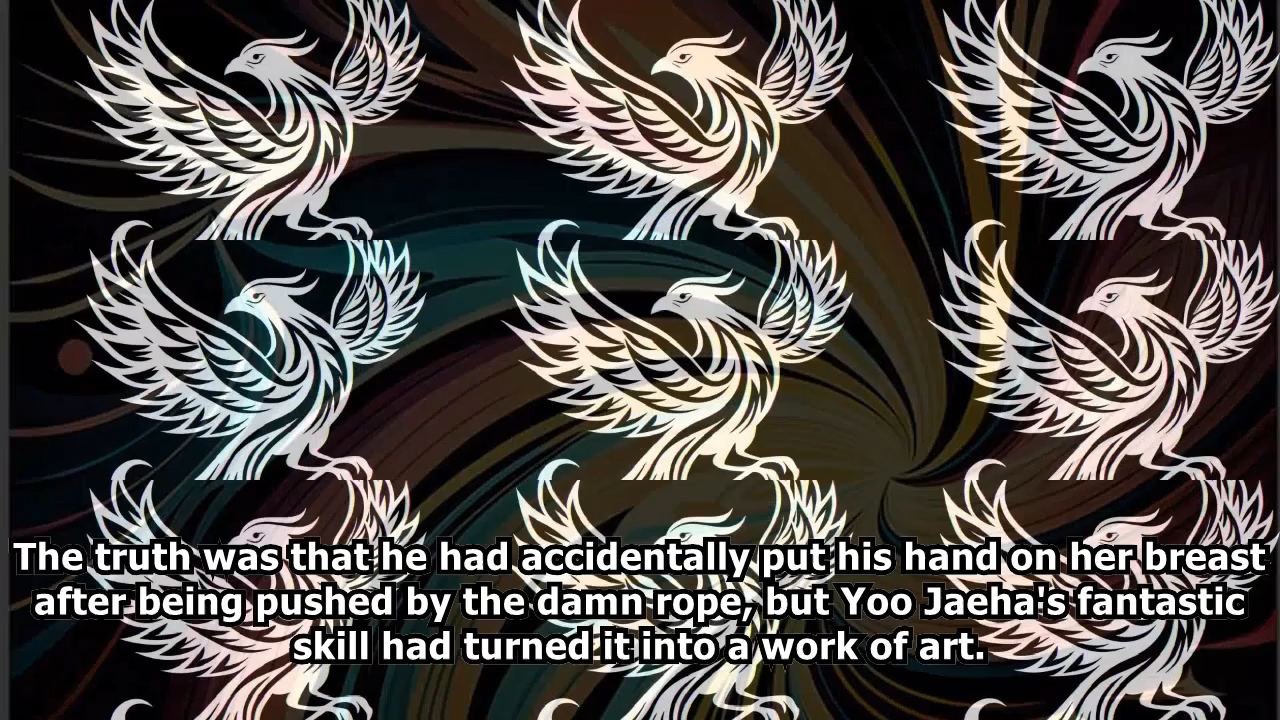 The truth was that he had accidentally put his hand on her breast
after being pushed by the damn rope, but Yoo Jaeha's fantastic
skill had turned it into a work of art.